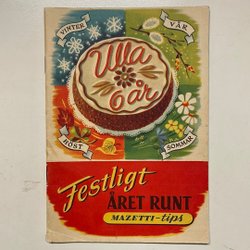 VINTER
VÅR
Ulla
6 år
HÖST
SOMMAR
Festligt
ÅRET RUNT
MAZETTI-tips